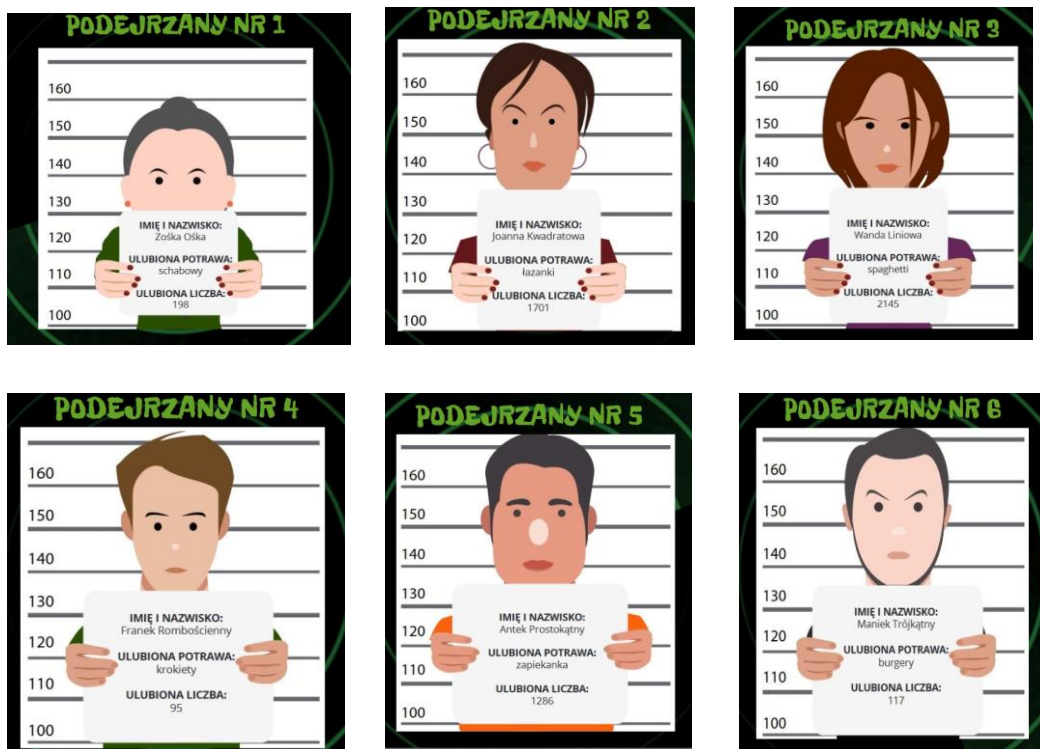 PODEJRZANY NR 1
160
150
140
130
120
110
100
IMIĘ I NAZWISKO:
Zośka Ośka
ULUBIONA POTRAWA:
schabowy
ULUBIONA LICZBA:
198
PODEJRZANY NR 2
160
150
140
130
120
110
100
IMIĘ I NAZWISKO:
Joanna Kwadratowa
ULUBIONA POTRAWA:
łazanki
ULUBIONA LICZBA:
1701
PODEJRZANY NR 3
160
150
140
130
120
110
100
IMIĘ I NAZWISKO:
Wanda Liniowa
ULUBIONA POTRAWA:
spaghetti
ULUBIONA LICZBA:
2145
PODEJRZANY NR 4
160
150
140
130
120
110
100
IMIĘ I NAZWISKO:
Franek Rombościenny
ULUBIONA POTRAWA:
krokiety
ULUBIONA LICZBA:
95
PODEJRZANY NR 5
160
150
140
130
120
110
100
IMIĘ I NAZWISKO:
Antek Prostokątny
ULUBIONA POTRAWA:
zapiekanka
ULUBIONA LICZBA:
1286
PODEJRZANY NR 6
160
150
140
130
120
110
100
IMIĘ I NAZWISKO:
Maniek Trójkątny
ULUBIONA POTRAWA:
burgery
ULUBIONA LICZBA:
117